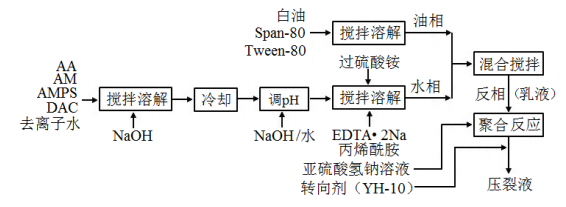 白油
Span-80
Tween-80
搅拌溶解
油相
过硫酸铵
混合搅拌
AA
AM
AMPS
DAC
去离子水
搅拌溶解
冷却
调pH
搅拌溶解
水相
反相(乳液)
NaOH
NaOH/水
EDTA•2Na
丙烯酰胺
聚合反应
亚硫酸氢钠溶液
转向剂(YH-10)
压裂液